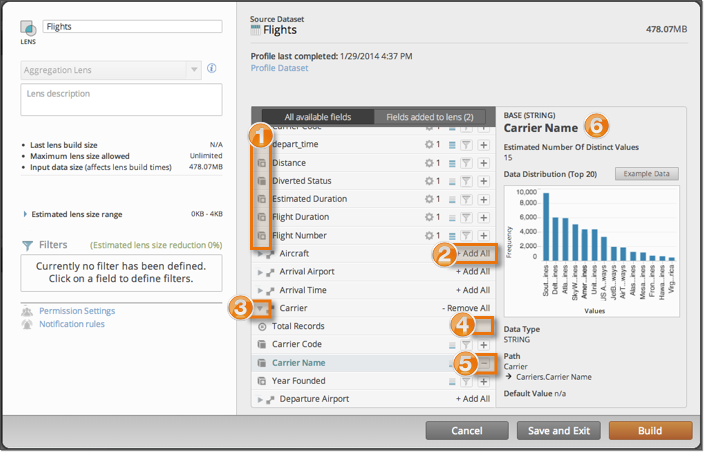 Flights
LENS
Aggregation Lens
Lens description
• Last lens build size N/A
• Maximum lens size allowed Unlimited
• Input data size (affects lens build times) 478.07MB
Estimated lens size range 0KB - 4KB
Filters (Estimated lens size reduction 0%)
Currently no filter has been defined.
Click on a field to define filters.
Permission Settings
Notification rules
Source Dataset
Flights 478.07MB
Profile last completed: 1/29/2014 4:37 PM
Profile Dataset
All available fields Fields added to lens (2)
Carrier Code
1
depart_time 1
Distance 1
Diverted Status 1
Estimated Duration 1
Flight Duration 1
Flight Number 1
2
Aircraft + Add All
Arrival Airport + Add All
Arrival Time + Add All
3
Carrier - Remove All
Total Records
4
Carrier Code
Carrier Name
5
Year Founded
Departure Airport + Add All
BASE (STRING)
Carrier Name 6
Estimated Number Of Distinct Values
15
Data Distribution (Top 20) Example Data
10,000
8,000
6,000
4,000
2,000
0
Frequency
Sout...ines
Delt...ines
Atla...ines
SkyW...ines
Amer...ines
Unit...ines
US A...ways
JetB...ways
AirT...ways
Alas...ines
Mesa...ines
Fron...ines
Hawa...ines
Virg...rica
Values
Data Type
STRING
Path
Carrier
→ Carriers.Carrier Name
Default Value n/a
Cancel Save and Exit Build